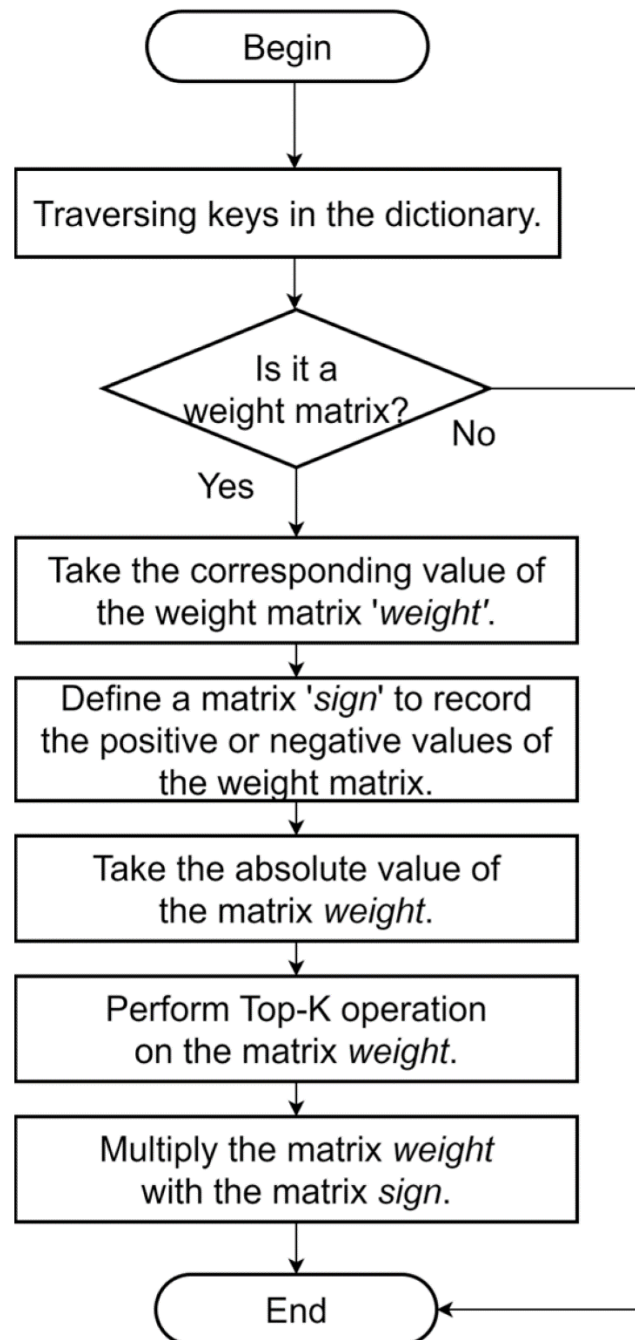 Begin
Traversing keys in the dictionary.
Is it a
weight matrix?
No
Yes
Take the corresponding value of
the weight matrix 'weight'.
Define a matrix 'sign' to record
the positive or negative values of
the weight matrix.
Take the absolute value of
the matrix weight.
Perform Top-K operation
on the matrix weight.
Multiply the matrix weight
with the matrix sign.
End